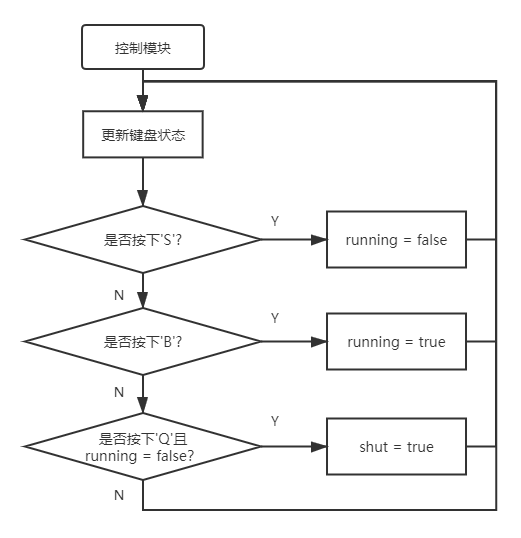 控制模块
更新键盘状态
是否按下'S'?
Y
running = false
N
是否按下'B'?
Y
running = true
N
是否按下'Q'且
running = false?
Y
shut = true
N